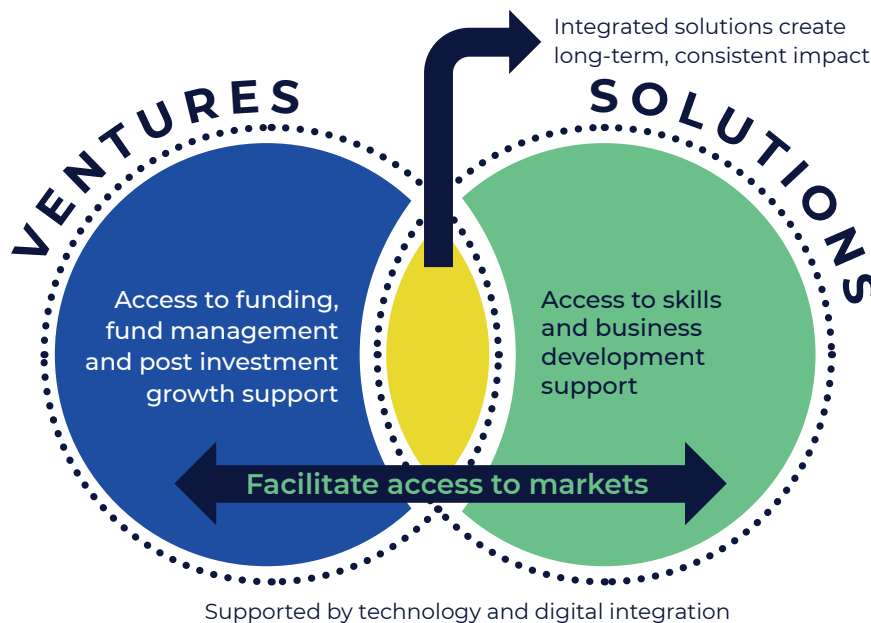 Integrated solutions create
long-term, consistent impact
VENTURES
SOLUTIONS
Access to funding,
fund management
and post investment
growth support
Access to skills
and business
development
support
Facilitate access to markets
Supported by technology and digital integration